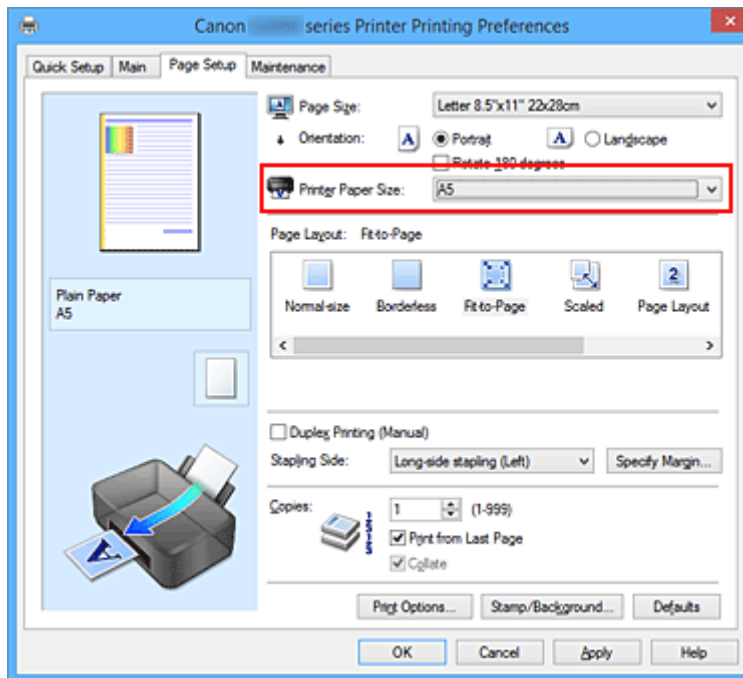 Canon series Printer Printing Preferences
Quick Setup Main Page Setup Maintenance
Page Size: Letter 8.5"x11" 22x28cm
Orientation: A Portrait A Landscape
Rotate 180 degrees
Printer Paper Size: A5
Page Layout: Fit-to-Page
Normal-size Borderless Fit-to-Page Scaled 2 Page Layout
Plain Paper
A5
Duplex Printing (Manual)
Stapling Side: Long-side stapling (Left) Specify Margin...
Copies: 1 (1-999)
Print from Last Page
Collate
Print Options... Stamp/Background... Defaults
OK Cancel Apply Help